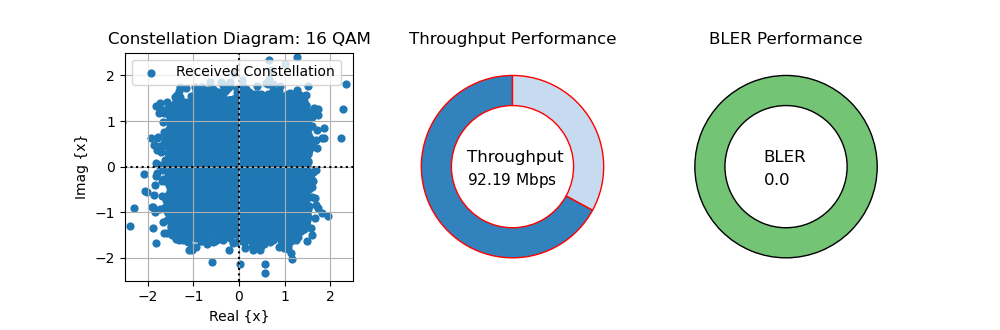 Constellation Diagram: 16 QAM
Received Constellation
2
1
0
−1
−2
Imag {x}
−2 −1 0 1 2
Real {x}
Throughput Performance
Throughput
92.19 Mbps
BLER Performance
BLER
0.0